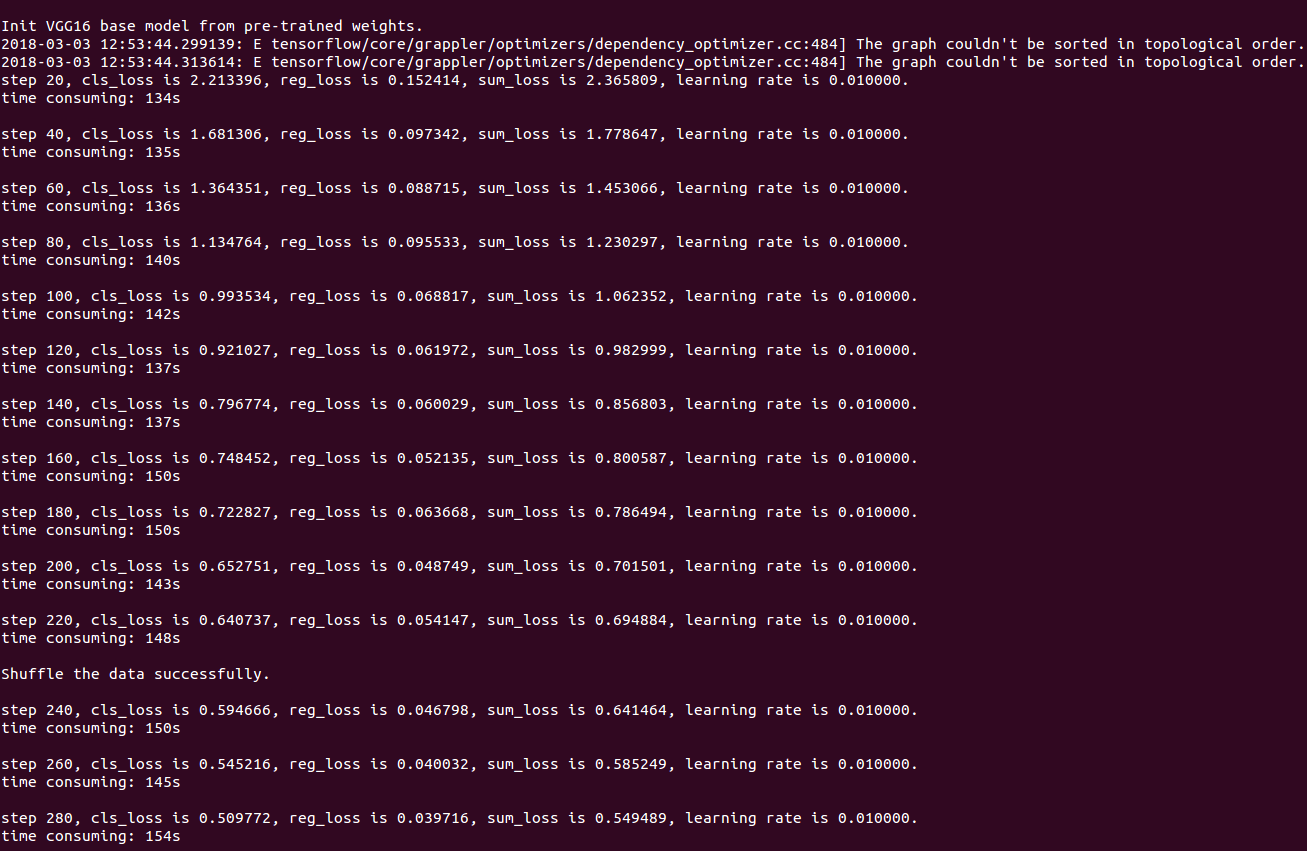 Init VGG16 base model from pre-trained weights.
2018-03-03 12:53:44.299139: E tensorflow/core/grappler/optimizers/dependency_optimizer.cc:484] The graph couldn't be sorted in topological order.
2018-03-03 12:53:44.313614: E tensorflow/core/grappler/optimizers/dependency_optimizer.cc:484] The graph couldn't be sorted in topological order.
step 20, cls_loss is 2.213396, reg_loss is 0.152414, sum_loss is 2.365809, learning rate is 0.010000.
time consuming: 134s
step 40, cls_loss is 1.681306, reg_loss is 0.097342, sum_loss is 1.778647, learning rate is 0.010000.
time consuming: 135s
step 60, cls_loss is 1.364351, reg_loss is 0.088715, sum_loss is 1.453066, learning rate is 0.010000.
time consuming: 136s
step 80, cls_loss is 1.134764, reg_loss is 0.095533, sum_loss is 1.230297, learning rate is 0.010000.
time consuming: 140s
step 100, cls_loss is 0.993534, reg_loss is 0.068817, sum_loss is 1.062352, learning rate is 0.010000.
time consuming: 142s
step 120, cls_loss is 0.921027, reg_loss is 0.061972, sum_loss is 0.982999, learning rate is 0.010000.
time consuming: 137s
step 140, cls_loss is 0.796774, reg_loss is 0.060029, sum_loss is 0.856803, learning rate is 0.010000.
time consuming: 137s
step 160, cls_loss is 0.748452, reg_loss is 0.052135, sum_loss is 0.800587, learning rate is 0.010000.
time consuming: 150s
step 180, cls_loss is 0.722827, reg_loss is 0.063668, sum_loss is 0.786494, learning rate is 0.010000.
time consuming: 150s
step 200, cls_loss is 0.652751, reg_loss is 0.048749, sum_loss is 0.701501, learning rate is 0.010000.
time consuming: 143s
step 220, cls_loss is 0.640737, reg_loss is 0.054147, sum_loss is 0.694884, learning rate is 0.010000.
time consuming: 148s
Shuffle the data successfully.
step 240, cls_loss is 0.594666, reg_loss is 0.046798, sum_loss is 0.641464, learning rate is 0.010000.
time consuming: 150s
step 260, cls_loss is 0.545216, reg_loss is 0.040032, sum_loss is 0.585249, learning rate is 0.010000.
time consuming: 145s
step 280, cls_loss is 0.509772, reg_loss is 0.039716, sum_loss is 0.549489, learning rate is 0.010000.
time consuming: 154s